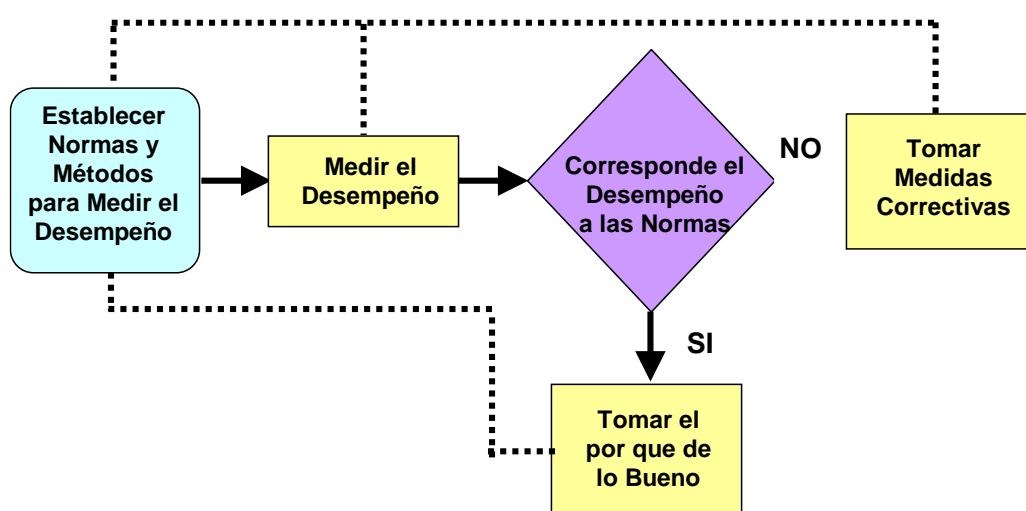 Establecer
Normas y
Métodos
para Medir el
Desempeño
Medir el
Desempeño
Corresponde el
Desempeño
a las Normas
NO
Tomar
Medidas
Correctivas
SI
Tomar el
por que de
lo Bueno